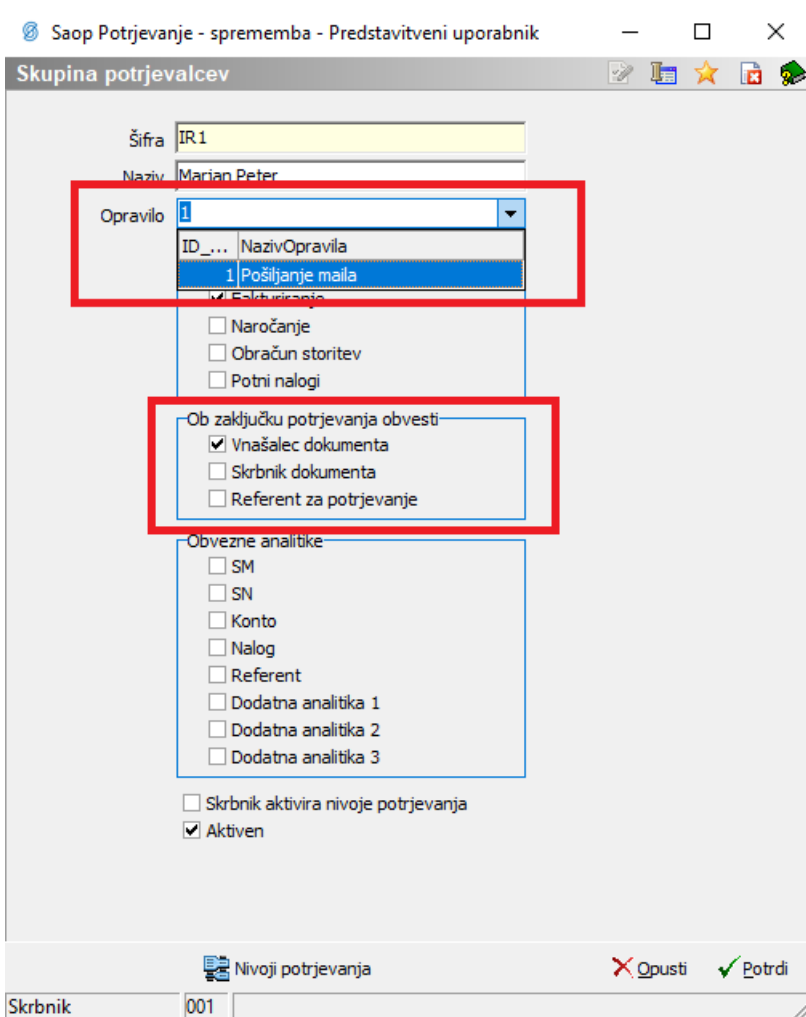 Saop Potrjevanje - sprememba - Predstavitveni uporabnik
Skupina potrjevalcev
Šifra IR1
Naziv Marjan Peter
Opravilo 1
ID_... NazivOpravila
1 Pošiljanje maila
Fakturiranje
Naročanje
Obračun storitev
Potni nalogi
Ob zaključku potrjevanja obvesti
Vnašalec dokumenta
Skrbnik dokumenta
Referent za potrjevanje
Obvezne analitike
SM
SN
Konto
Nalog
Referent
Dodatna analitika 1
Dodatna analitika 2
Dodatna analitika 3
Skrbnik aktivira nivoje potrjevanja
Aktiven
Nivoji potrjevanja Opusti Potrdi
Skrbnik 001